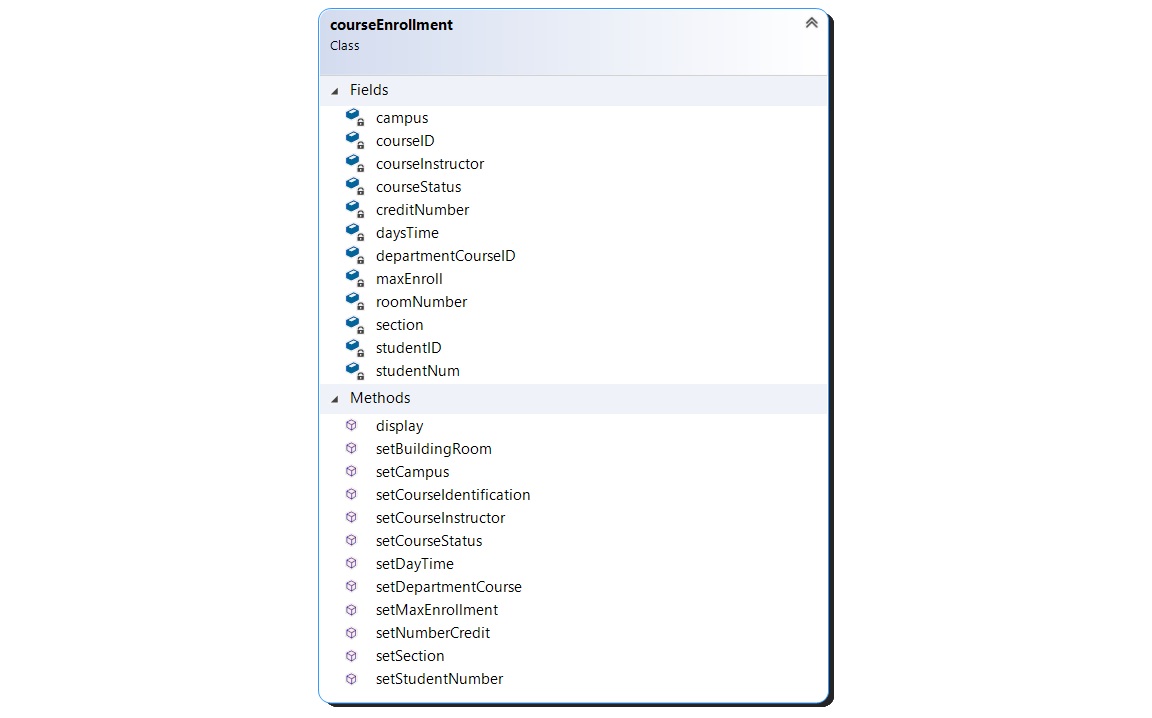 courseEnrollment
Class
Fields
campus
courseID
courseInstructor
courseStatus
creditNumber
daysTime
departmentCourseID
maxEnroll
roomNumber
section
studentID
studentNum
Methods
display
setBuildingRoom
setCampus
setCourseIdentification
setCourseInstructor
setCourseStatus
setDayTime
setDepartmentCourse
setMaxEnrollment
setNumberCredit
setSection
setStudentNumber